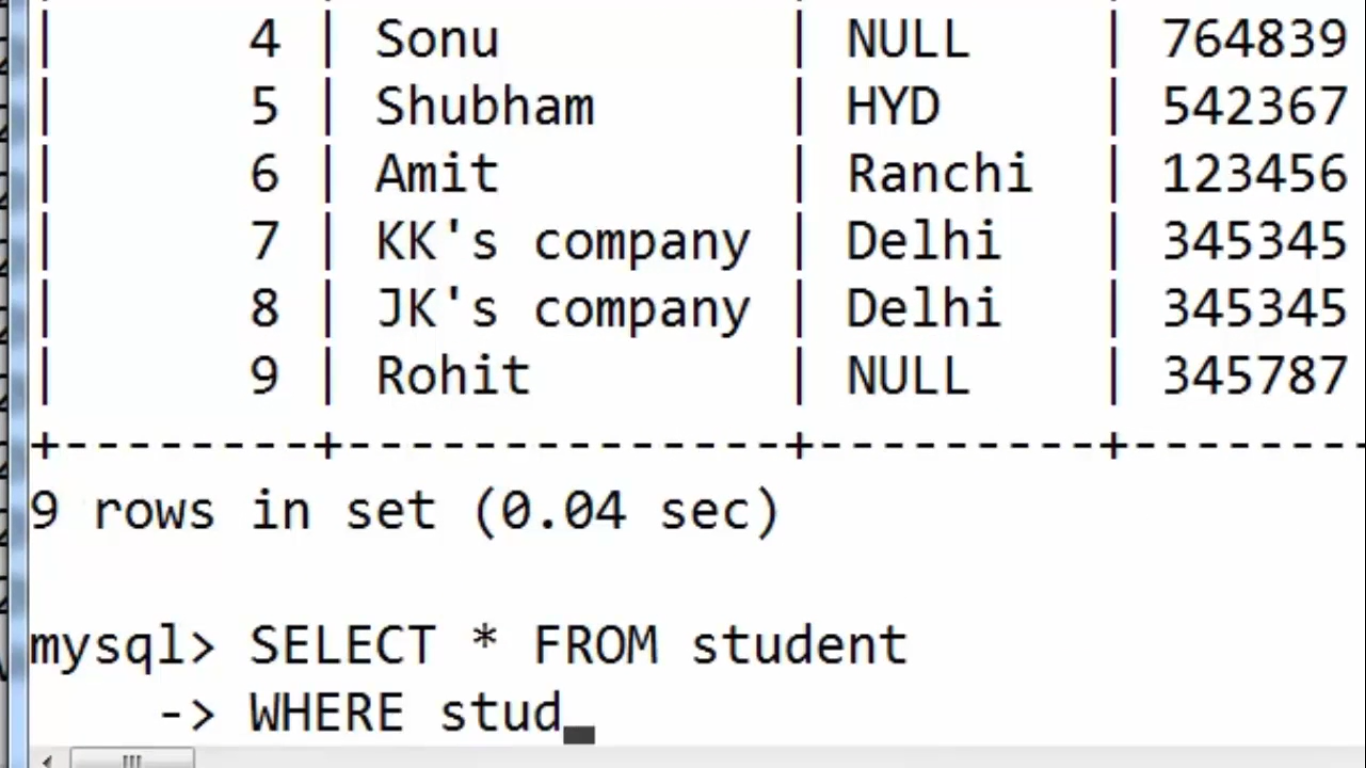 | 4 | Sonu | NULL | 764839
| 5 | Shubham | HYD | 542367
| 6 | Amit | Ranchi | 123456
| 7 | KK's company | Delhi | 345345
| 8 | JK's company | Delhi | 345345
| 9 | Rohit | NULL | 345787
+--------+--------------+---------+-------
9 rows in set (0.04 sec)
mysql> SELECT * FROM student
-> WHERE stud